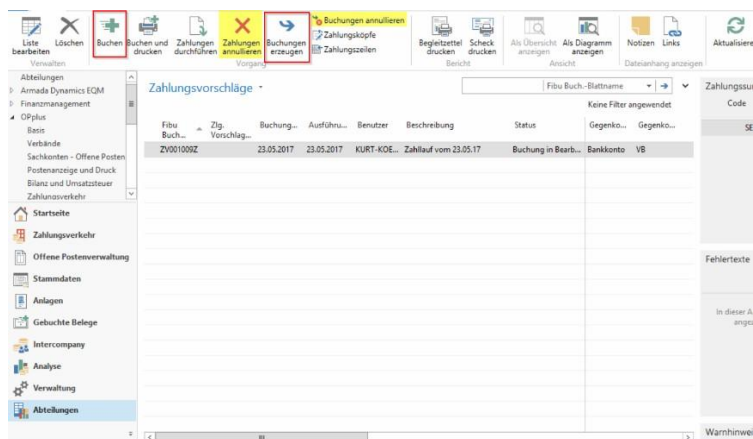 Liste bearbeiten
Löschen
Buchen
Buchen und drucken
Zahlungen durchführen
Zahlungen annullieren
Buchungen erzeugen
Buchungen annullieren
Zahlungsköpfe
Zahlungszeilen
Begleitzettel drucken
Scheck drucken
Als Übersicht anzeigen
Als Diagramm anzeigen
Notizen
Links
Aktualisiere
Verwalten
Vorgang
Bericht
Ansicht
Dateianhang anzeigen
Abteilungen
Armada Dynamics EQM
Finanzmanagement
OPplus
Basis
Verbände
Sachkonten - Offene Posten
Postenanzeige und Druck
Bilanz und Umsatzsteuer
Zahlungsverkehr
Startseite
Zahlungsverkehr
Offene Postenverwaltung
Stammdaten
Anlagen
Gebuchte Belege
Intercompany
Analyse
Verwaltung
Abteilungen
Zahlungsvorschläge
Fibu Buch.-Blattname
Keine Filter angewendet
Fibu Buch... Zlg. Vorschlag... Buchung... Ausführu... Benutzer Beschreibung Status Gegenko... Gegenko...
ZV001009Z 23.05.2017 23.05.2017 KURT-KOE... Zahllauf vom 23.05.17 Buchung in Bearb... Bankkonto VB
Zahlungssu
Code
SE
Fehlertexte
In dieser A
angez
Warnhinwei